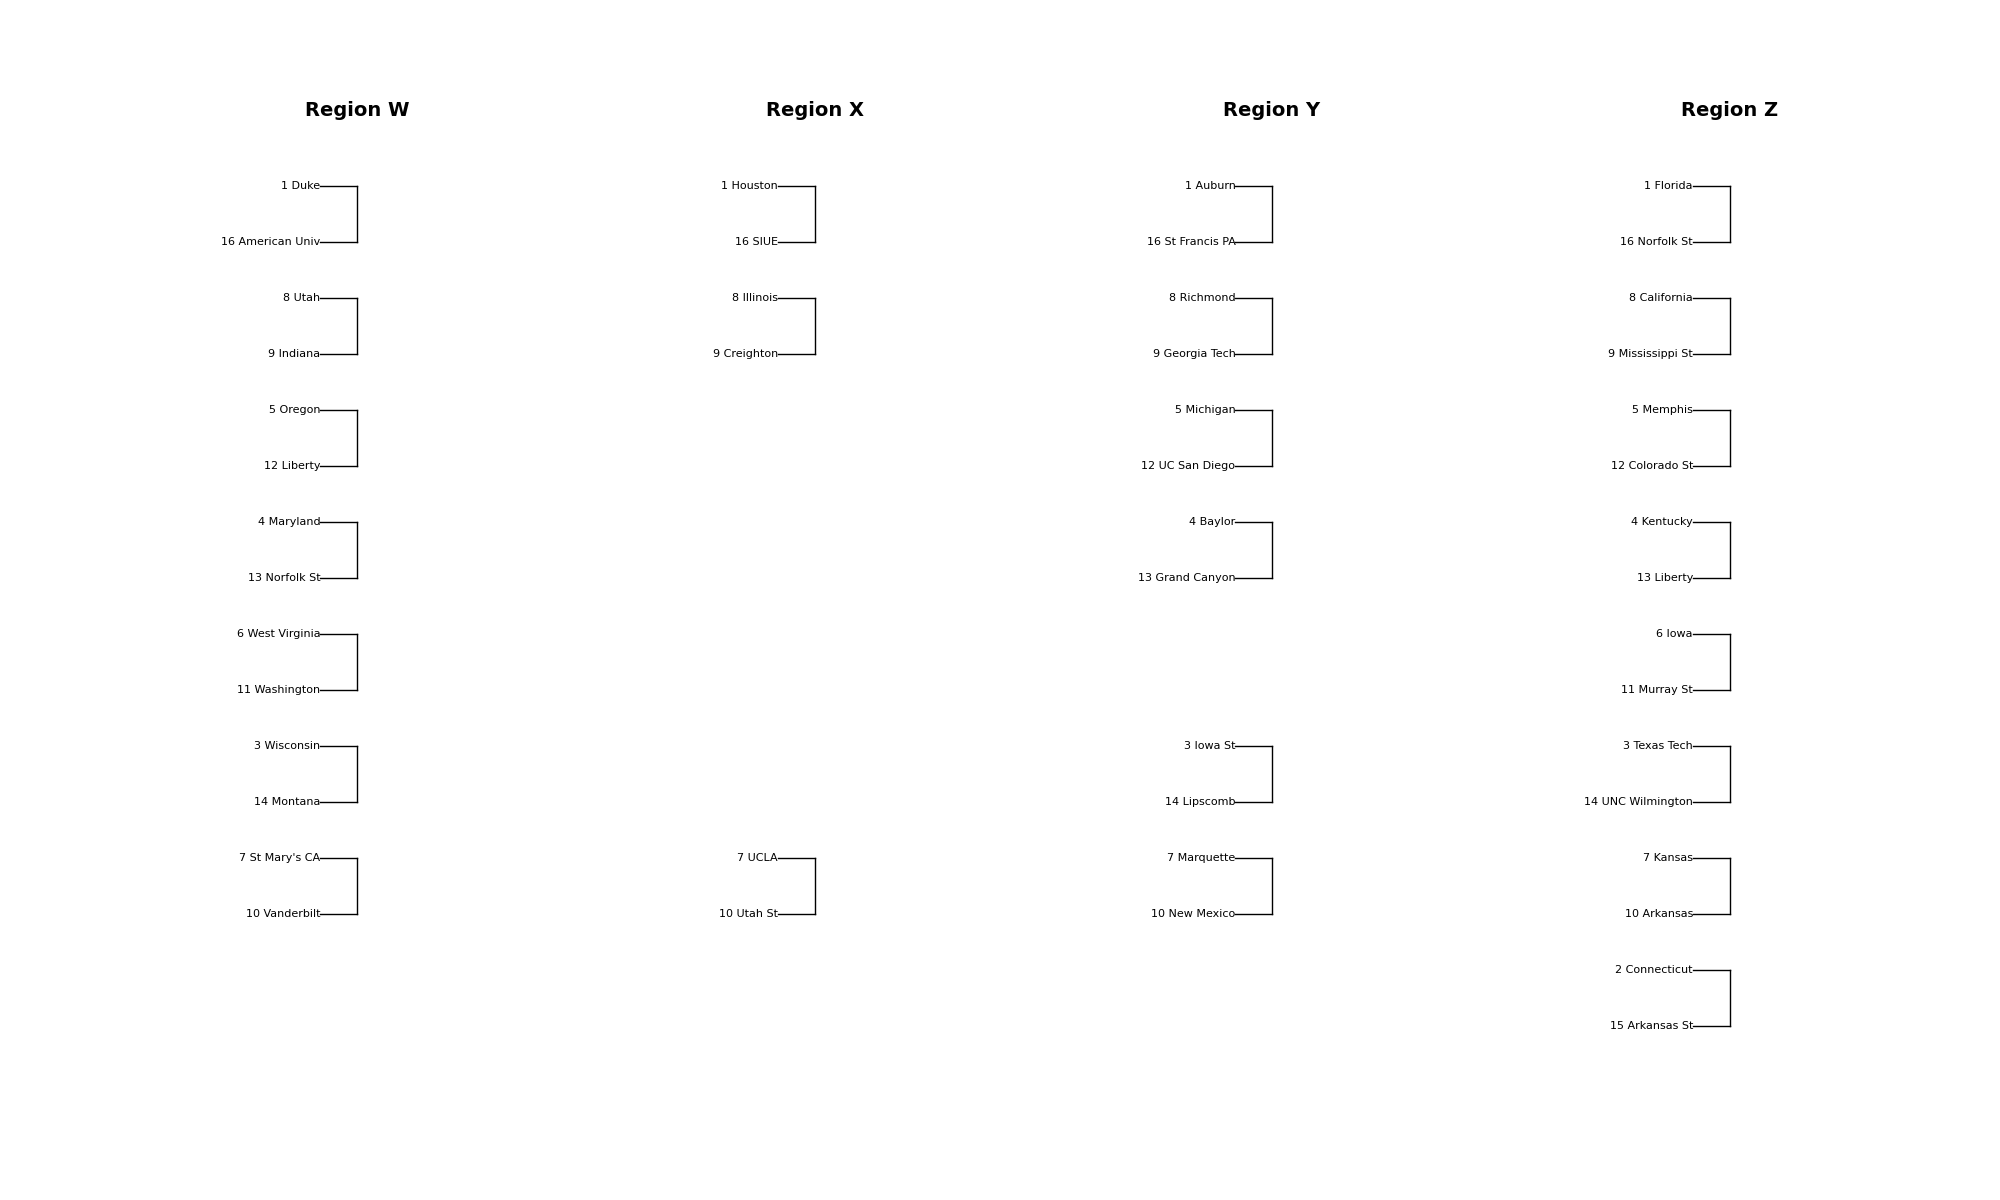 Region W
1 Duke
16 American Univ
8 Utah
9 Indiana
5 Oregon
12 Liberty
4 Maryland
13 Norfolk St
6 West Virginia
11 Washington
3 Wisconsin
14 Montana
7 St Mary's CA
10 Vanderbilt
Region X
1 Houston
16 SIUE
8 Illinois
9 Creighton
7 UCLA
10 Utah St
Region Y
1 Auburn
16 St Francis PA
8 Richmond
9 Georgia Tech
5 Michigan
12 UC San Diego
4 Baylor
13 Grand Canyon
3 Iowa St
14 Lipscomb
7 Marquette
10 New Mexico
Region Z
1 Florida
16 Norfolk St
8 California
9 Mississippi St
5 Memphis
12 Colorado St
4 Kentucky
13 Liberty
6 Iowa
11 Murray St
3 Texas Tech
14 UNC Wilmington
7 Kansas
10 Arkansas
2 Connecticut
15 Arkansas St